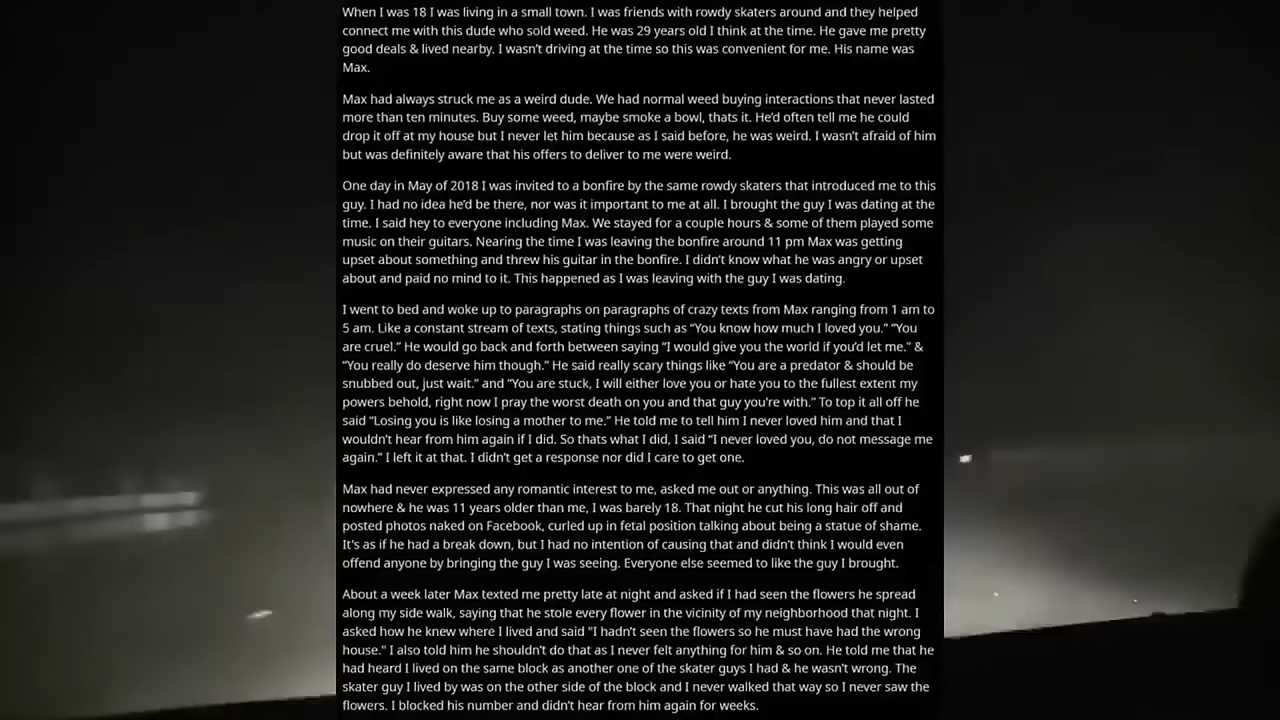 When I was 18 I was living in a small town. I was friends with rowdy skaters around and they helped
connect me with this dude who sold weed. He was 29 years old I think at the time. He gave me pretty
good deals & lived nearby. I wasn't driving at the time so this was convenient for me. His name was
Max.
Max had always struck me as a weird dude. We had normal weed buying interactions that never lasted
more than ten minutes. Buy some weed, maybe smoke a bowl, thats it. He'd often tell me he could
drop it off at my house but I never let him because as I said before, he was weird. I wasn't afraid of him
but was definitely aware that his offers to deliver to me were weird.
One day in May of 2018 I was invited to a bonfire by the same rowdy skaters that introduced me to this
guy. I had no idea he'd be there, nor was it important to me at all. I brought the guy I was dating at the
time. I said hey to everyone including Max. We stayed for a couple hours & some of them played some
music on their guitars. Nearing the time I was leaving the bonfire around 11 pm Max was getting
upset about something and threw his guitar in the bonfire. I didn't know what he was angry or upset
about and paid no mind to it. This happened as I was leaving with the guy I was dating.
I went to bed and woke up to paragraphs on paragraphs of crazy texts from Max ranging from 1 am to
5 am. Like a constant stream of texts, stating things such as “You know how much I loved you.” “You
are cruel.” He would go back and forth between saying “I would give you the world if you'd let me.” &
“You really do deserve him though.” He said really scary things like “You are a predator & should be
snubbed out, just wait.” and “You are stuck, I will either love you or hate you to the fullest extent my
powers behold, right now I pray the worst death on you and that guy you're with.” To top it all off he
said “Losing you is like losing a mother to me.” He told me to tell him I never loved him and that I
wouldn't hear from him again if I did. So thats what I did, I said “I never loved you, do not message me
again.” I left it at that. I didn't get a response nor did I care to get one.
Max had never expressed any romantic interest to me, asked me out or anything. This was all out of
nowhere & he was 11 years older than me, I was barely 18. That night he cut his long hair off and
posted photos naked on Facebook, curled up in fetal position talking about being a statue of shame.
It's as if he had a break down, but I had no intention of causing that and didn't think I would even
offend anyone by bringing the guy I was seeing. Everyone else seemed to like the guy I brought.
About a week later Max texted me pretty late at night and asked if I had seen the flowers he spread
along my side walk, saying that he stole every flower in the vicinity of my neighborhood that night. I
asked how he knew where I lived and said "I hadn't seen the flowers so he must have had the wrong
house.” I also told him he shouldn't do that as I never felt anything for him & so on. He told me that he
had heard I lived on the same block as another one of the skater guys I had & he wasn't wrong. The
skater guy I lived by was on the other side of the block and I never walked that way so I never saw the
flowers. I blocked his number and didn't hear from him again for weeks.